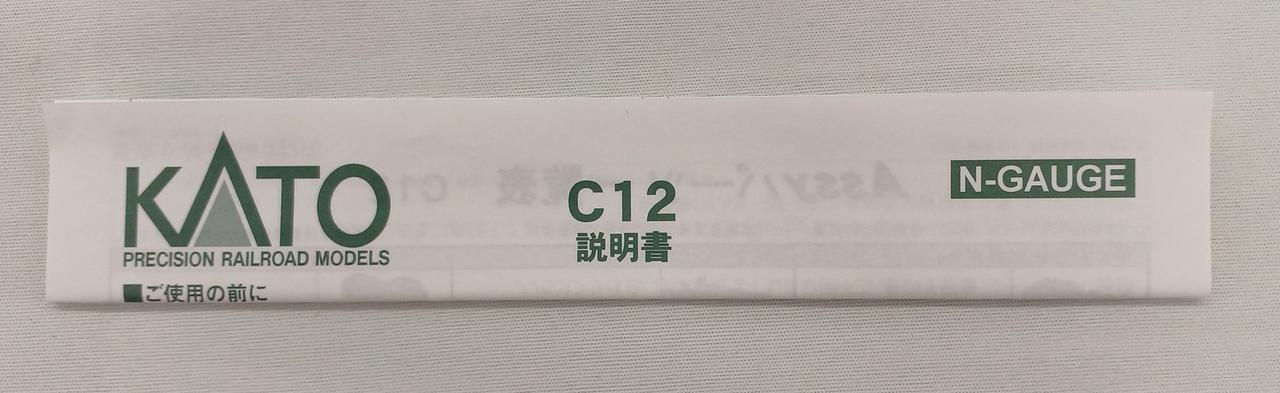 KATO
PRECISION RAILROAD MODELS
C12
説明書
N-GAUGE
■ご使用の前に